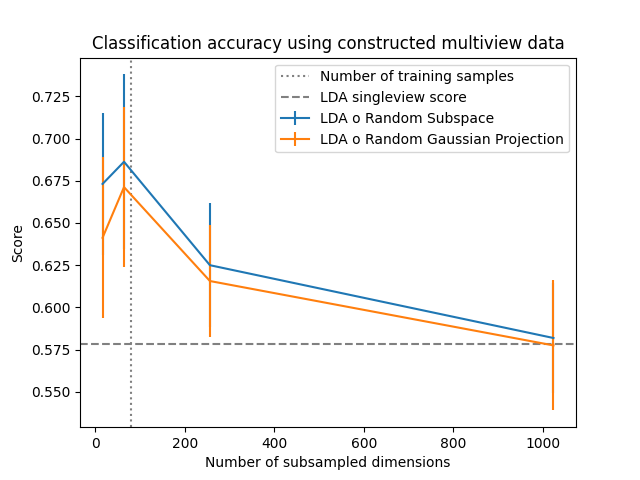 Classification accuracy using constructed multiview data
Number of training samples
LDA singleview score
LDA o Random Subspace
LDA o Random Gaussian Projection
Score
0.725
0.700
0.675
0.650
0.625
0.600
0.575
0.550
0
200
400
600
800
1000
Number of subsampled dimensions